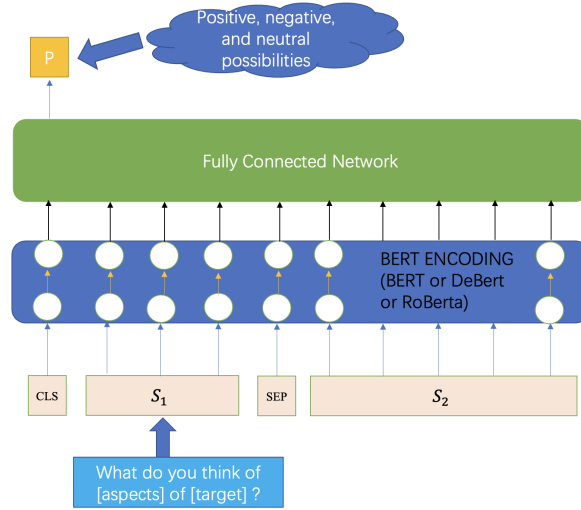 Positive, negative,
and neutral
possibilities
P
Fully Connected Network
BERT ENCODING
(BERT or DeBert
or RoBerta)
CLS
S₁
SEP
S₂
What do you think of
[aspects] of [target] ?